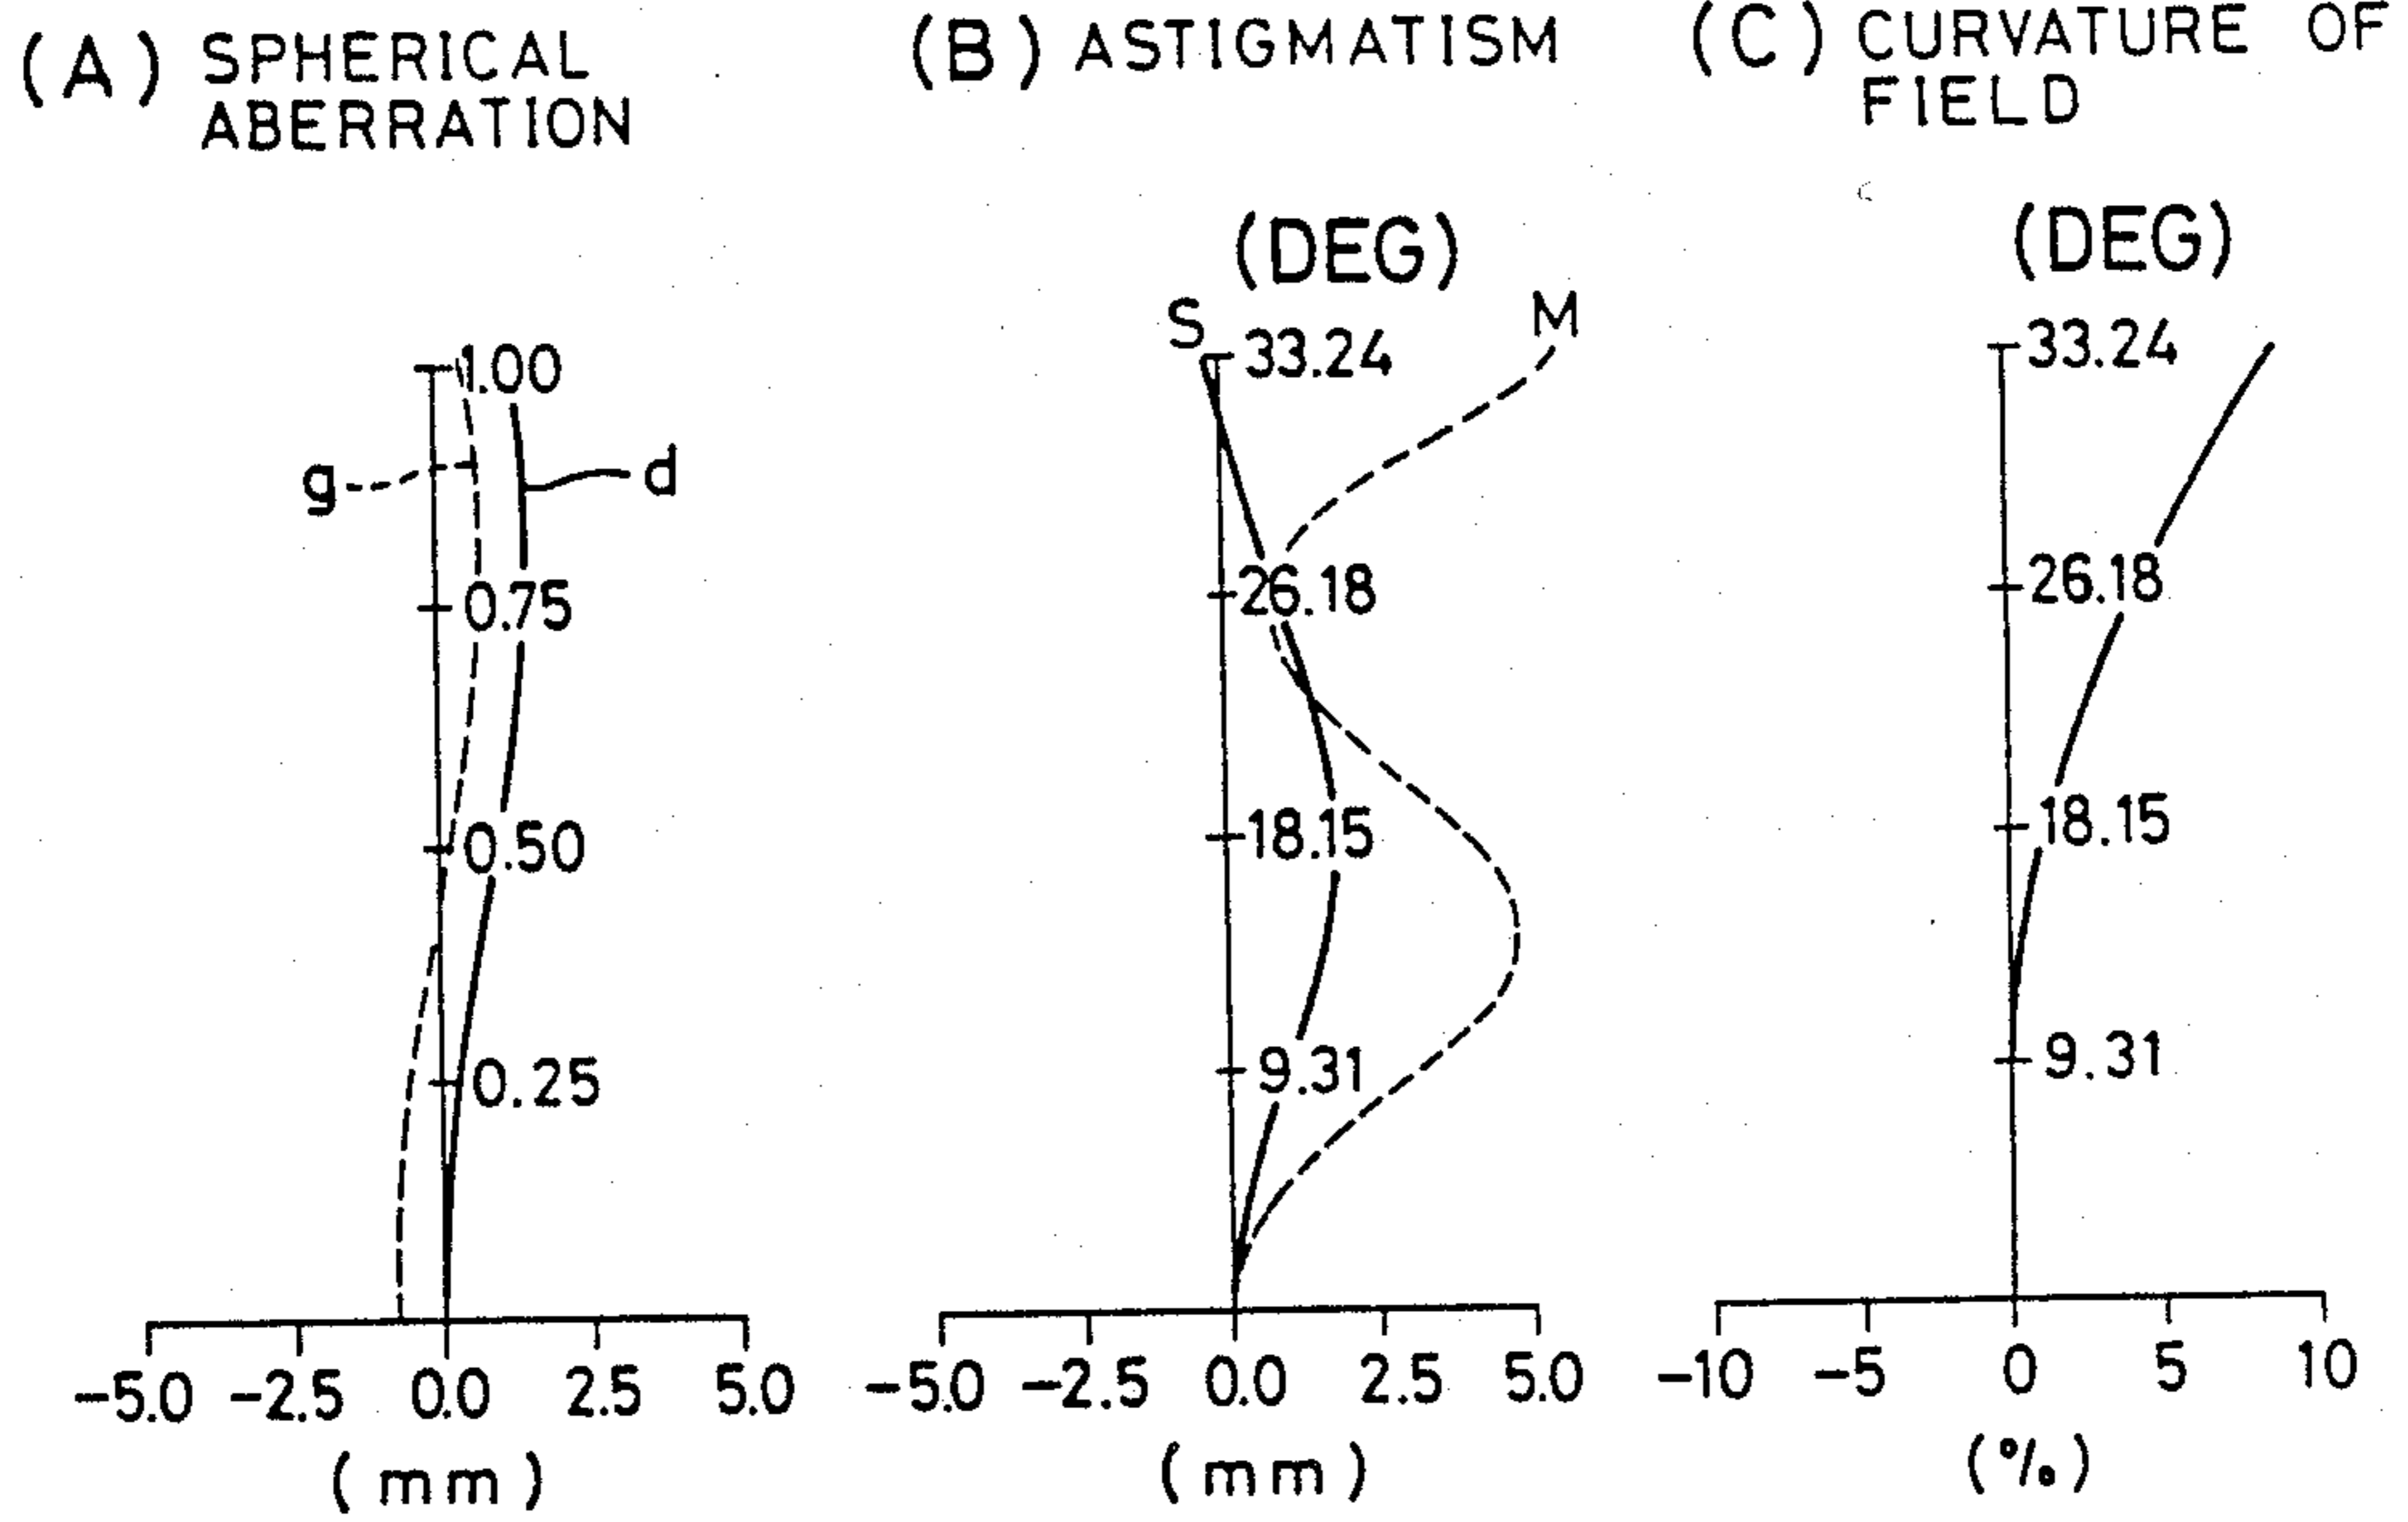 (A) SPHERICAL
ABERRATION
1.00
g
d
0.75
0.50
0.25
-5.0 -2.5 0.0 2.5 5.0
(mm)
(B) ASTIGMATISM
(DEG)
S
M
33.24
26.18
18.15
9.31
-5.0 -2.5 0.0 2.5 5.0
(mm)
(C) CURVATURE OF
FIELD
(DEG)
33.24
26.18
18.15
9.31
-10 -5 0 5 10
(%)